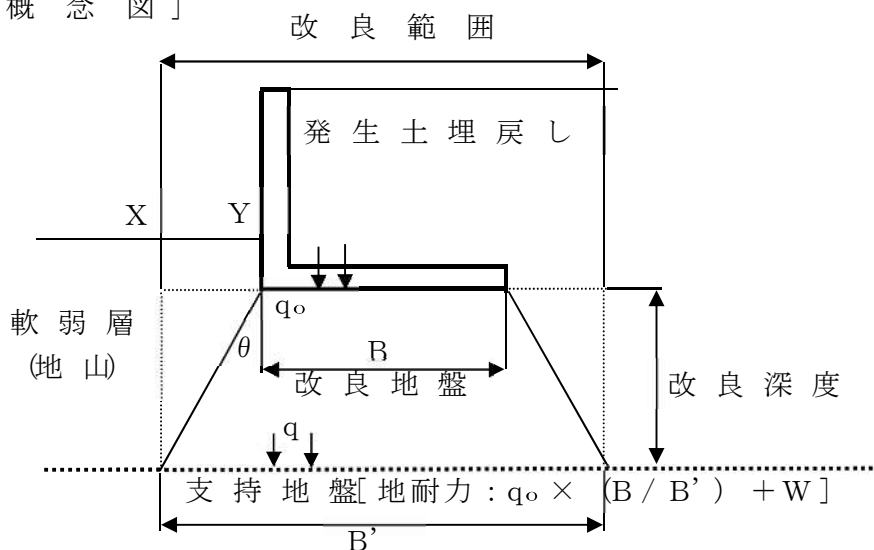 概念図］
改良範囲
発生土埋戻し
X Y
qo
軟弱層
(地山)
θ
B
改良地盤
改良深度
q
支持地盤[地耐力:qo×(B/B’)+W]
B’